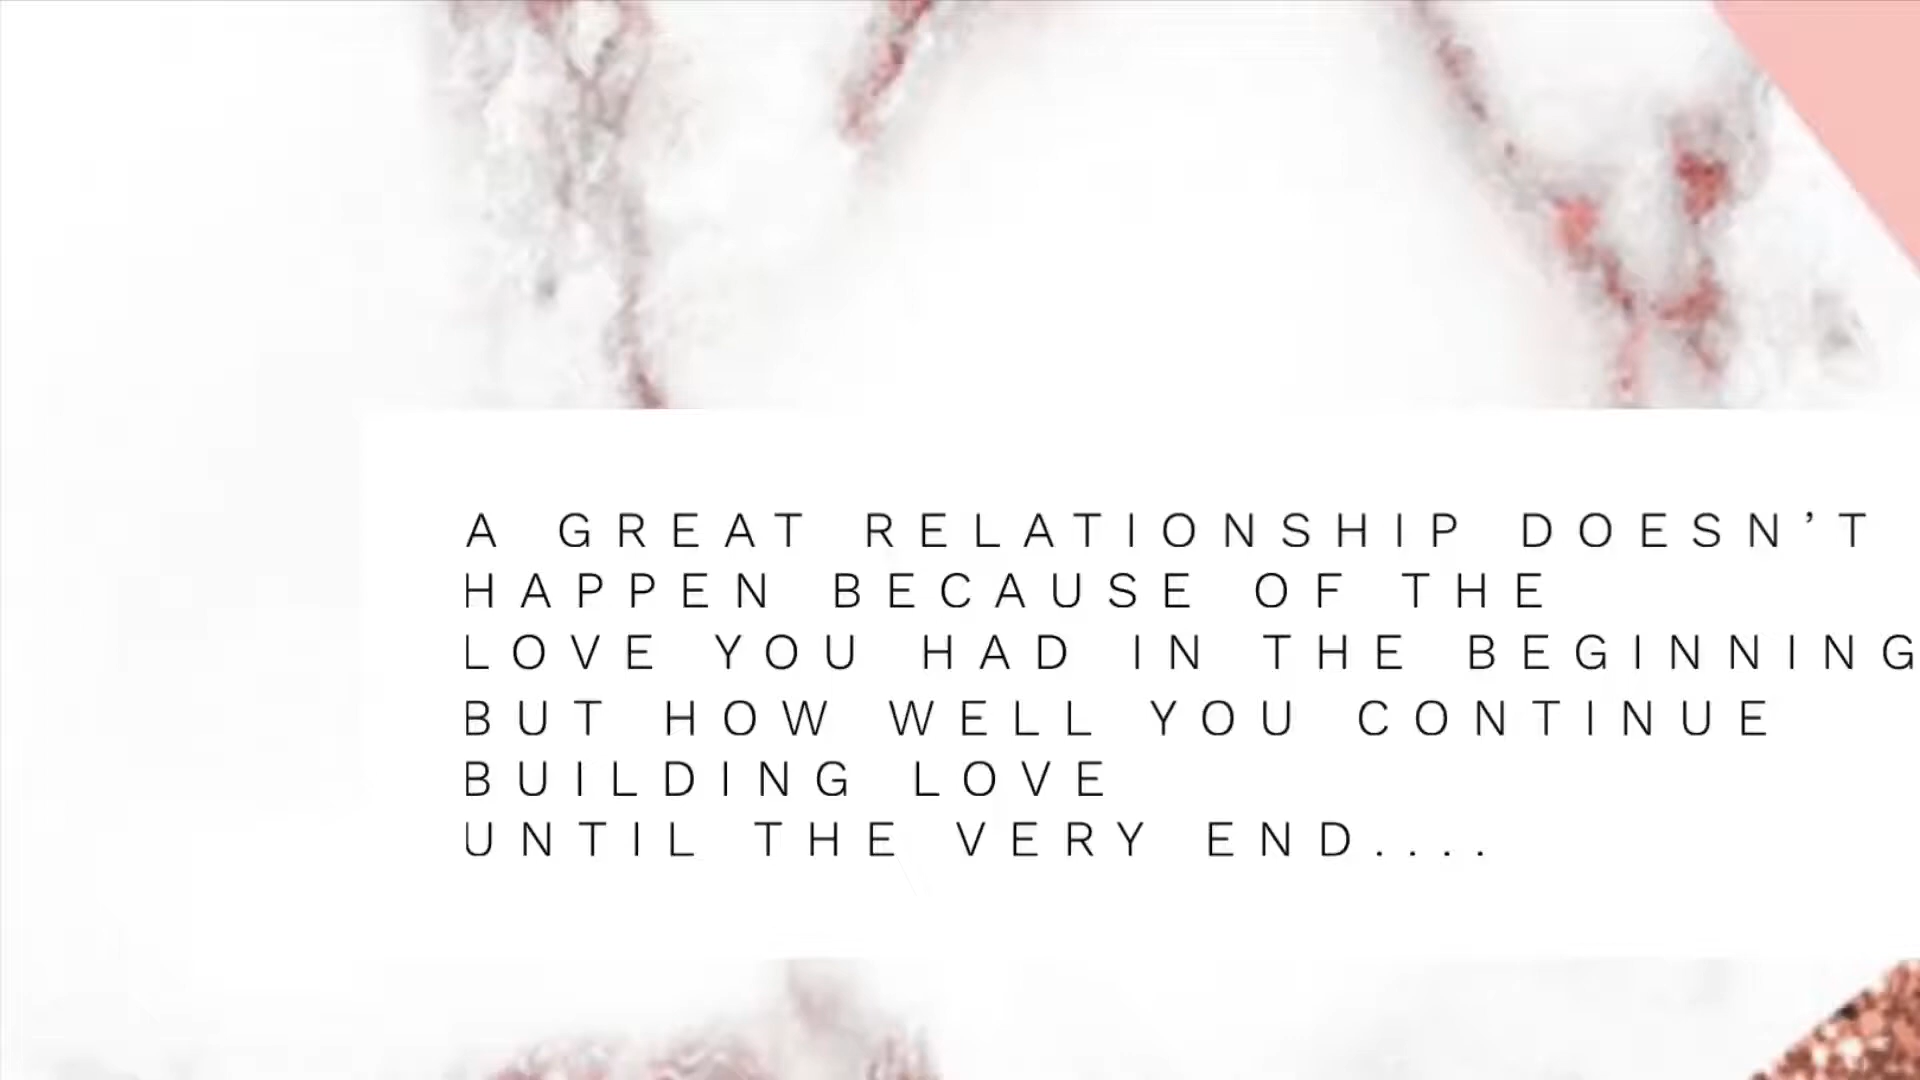 A GREAT RELATIONSHIP DOESN’T
HAPPEN BECAUSE OF THE
LOVE YOU HAD IN THE BEGINNING
BUT HOW WELL YOU CONTINUE
BUILDING LOVE
UNTIL THE VERY END....